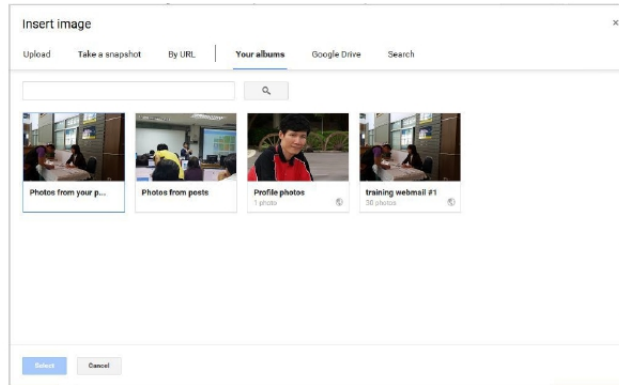 Insert image
Upload Take a snapshot By URL Your albums Google Drive Search
Photos from your p...
Photos from posts
Profile photos
1 photo
training webmail #1
30 photos
Select Cancel